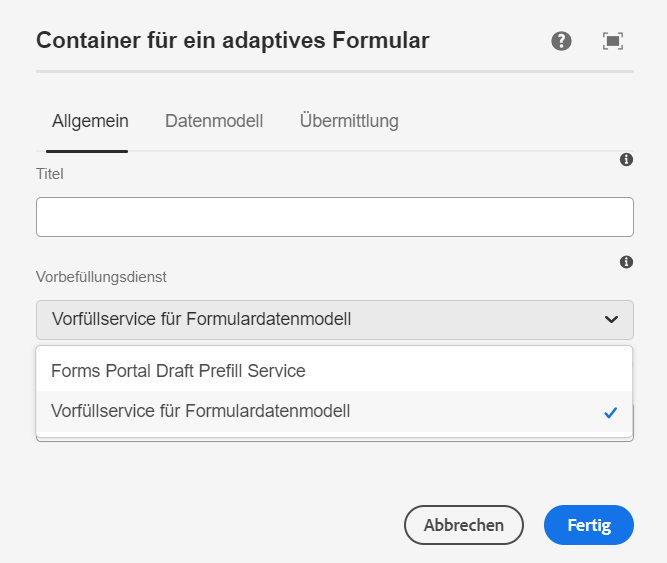 Container für ein adaptives Formular
Allgemein Datenmodell Übermittlung
Titel
Vorbefüllungsdienst
Vorfüllservice für Formulardatenmodell
Forms Portal Draft Prefill Service
Vorfüllservice für Formulardatenmodell
Abbrechen Fertig